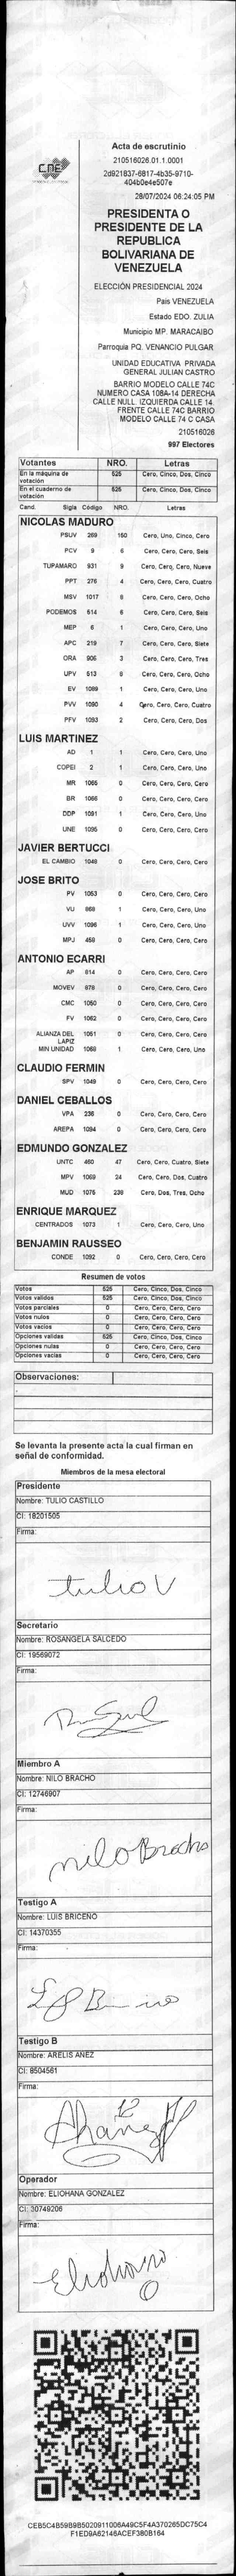 CNE
Acta de escrutinio
210516026.01.1.0001
2d921837-6817-4b35-9710-
404b0e4e507e
28/07/2024 06:24:05 PM
PRESIDENTA O
PRESIDENTE DE LA
REPUBLICA
BOLIVARIANA DE
VENEZUELA
ELECCIÓN PRESIDENCIAL 2024
Pais VENEZUELA
Estado EDO. ZULIA
Municipio MP. MARACAIBO
Parroquia PQ. VENANCIO PULGAR
UNIDAD EDUCATIVA PRIVADA
GENERAL JULIAN CASTRO
BARRIO MODELO CALLE 74C
NUMERO CASA 108A-14 DERECHA
CALLE NULL. IZQUIERDA CALLE 14.
FRENTE CALLE 74C BARRIO
MODELO CALLE 74 C CASA
210516026
997 Electores
Votantes NRO. Letras
En la máquina de votación 525 Cero, Cinco, Dos, Cinco
En el cuaderno de votación 525 Cero, Cinco, Dos, Cinco
Cand. Sigla Código NRO. Letras
NICOLAS MADURO
PSUV 269 150 Cero, Uno, Cinco, Cero
PCV 9 6 Cero, Cero, Cero, Seis
TUPAMARO 931 9 Cero, Cero, Cero, Nueve
PPT 276 4 Cero, Cero, Cero, Cuatro
MSV 1017 8 Cero, Cero, Cero, Ocho
PODEMOS 614 6 Cero, Cero, Cero, Seis
MEP 6 1 Cero, Cero, Cero, Uno
APC 219 7 Cero, Cero, Cero, Siete
ORA 906 3 Cero, Cero, Cero, Tres
UPV 513 8 Cero, Cero, Cero, Ocho
EV 1089 1 Cero, Cero, Cero, Uno
PVV 1090 4 Cero, Cero, Cero, Cuatro
PFV 1093 2 Cero, Cero, Cero, Dos
LUIS MARTINEZ
AD 1 1 Cero, Cero, Cero, Uno
COPEI 2 1 Cero, Cero, Cero, Uno
MR 1065 0 Cero, Cero, Cero, Cero
BR 1066 0 Cero, Cero, Cero, Cero
DDP 1091 1 Cero, Cero, Cero, Uno
UNE 1095 0 Cero, Cero, Cero, Cero
JAVIER BERTUCCI
EL CAMBIO 1048 0 Cero, Cero, Cero, Cero
JOSE BRITO
PV 1053 0 Cero, Cero, Cero, Cero
VU 868 1 Cero, Cero, Cero, Uno
UVV 1096 1 Cero, Cero, Cero, Uno
MPJ 458 0 Cero, Cero, Cero, Cero
ANTONIO ECARRI
AP 814 0 Cero, Cero, Cero, Cero
MOVEV 878 0 Cero, Cero, Cero, Cero
CMC 1050 0 Cero, Cero, Cero, Cero
FV 1062 0 Cero, Cero, Cero, Cero
ALIANZA DEL LAPIZ 1051 0 Cero, Cero, Cero, Cero
MIN UNIDAD 1068 1 Cero, Cero, Cero, Uno
CLAUDIO FERMIN
SPV 1049 0 Cero, Cero, Cero, Cero
DANIEL CEBALLOS
VPA 236 0 Cero, Cero, Cero, Cero
AREPA 1094 0 Cero, Cero, Cero, Cero
EDMUNDO GONZALEZ
UNTC 460 47 Cero, Cero, Cuatro, Siete
MPV 1069 24 Cero, Cero, Dos, Cuatro
MUD 1075 238 Cero, Dos, Tres, Ocho
ENRIQUE MARQUEZ
CENTRADOS 1073 1 Cero, Cero, Cero, Uno
BENJAMIN RAUSSEO
CONDE 1092 0 Cero, Cero, Cero, Cero
Resumen de votos
Votos 525 Cero, Cinco, Dos, Cinco
Votos validos 525 Cero, Cinco, Dos, Cinco
Votos parciales 0 Cero, Cero, Cero, Cero
Votos nulos 0 Cero, Cero, Cero, Cero
Votos vacios 0 Cero, Cero, Cero, Cero
Opciones validas 525 Cero, Cinco, Dos, Cinco
Opciones nulas 0 Cero, Cero, Cero, Cero
Opciones vacias 0 Cero, Cero, Cero, Cero
Observaciones:
Se levanta la presente acta la cual firman en
señal de conformidad.
Miembros de la mesa electoral
Presidente
Nombre: TULIO CASTILLO
CI: 18201505
Firma:
tulio V
Secretario
Nombre: ROSANGELA SALCEDO
CI: 19569072
Firma:
Miembro A
Nombre: NILO BRACHO
CI: 12746907
Firma:
nilo Bracho
Testigo A
Nombre: LUIS BRICEÑO
CI: 14370355
Firma:
Testigo B
Nombre: ARELIS AÑEZ
CI: 8504561
Firma:
Operador
Nombre: ELIOHANA GONZALEZ
CI: 30749206
Firma:
CEB5C4B59B9B5020911006A49C5F4A370265DC75C4
F1ED9A62146ACEF380B164